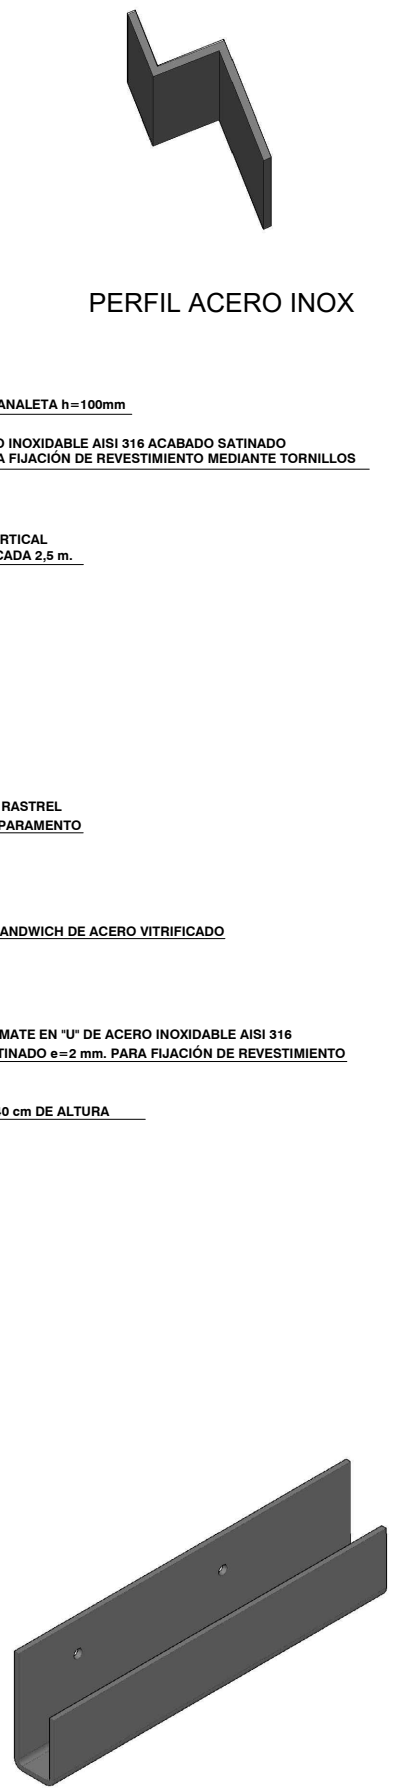 PERFIL ACERO INOX
ANALETA h=100mm
O INOXIDABLE AISI 316 ACABADO SATINADO
A FIJACIÓN DE REVESTIMIENTO MEDIANTE TORNILLOS
RTICAL
CADA 2,5 m.
RASTREL
PARAMENTO
ANDWICH DE ACERO VITRIFICADO
MATE EN "U" DE ACERO INOXIDABLE AISI 316
TINADO e=2 mm. PARA FIJACIÓN DE REVESTIMIENTO
0 cm DE ALTURA